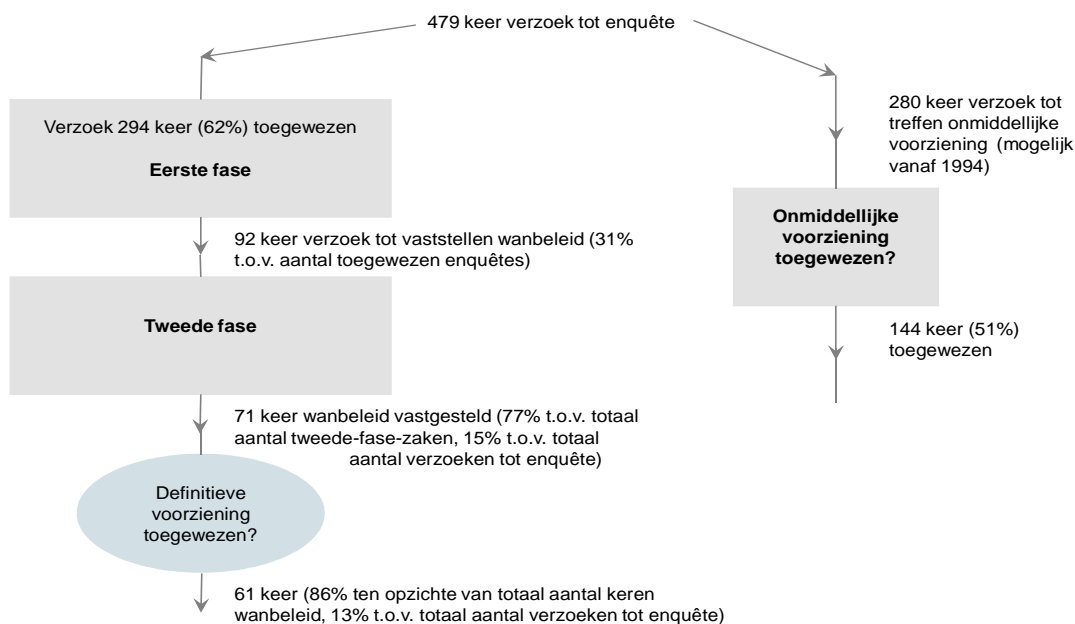 479 keer verzoek tot enquête
Verzoek 294 keer (62%) toegewezen
Eerste fase
92 keer verzoek tot vaststellen wanbeleid (31%
t.o.v. aantal toegewezen enquêtes)
Tweede fase
71 keer wanbeleid vastgesteld (77% t.o.v. totaal
aantal tweede-fase-zaken, 15% t.o.v. totaal
aantal verzoeken tot enquête)
Definitieve
voorziening
toegewezen?
61 keer (86% ten opzichte van totaal aantal keren
wanbeleid, 13% t.o.v. totaal aantal verzoeken tot enquête)
280 keer verzoek tot
treffen onmiddellijke
voorziening (mogelijk
vanaf 1994)
Onmiddellijke
voorziening
toegewezen?
144 keer (51%)
toegewezen